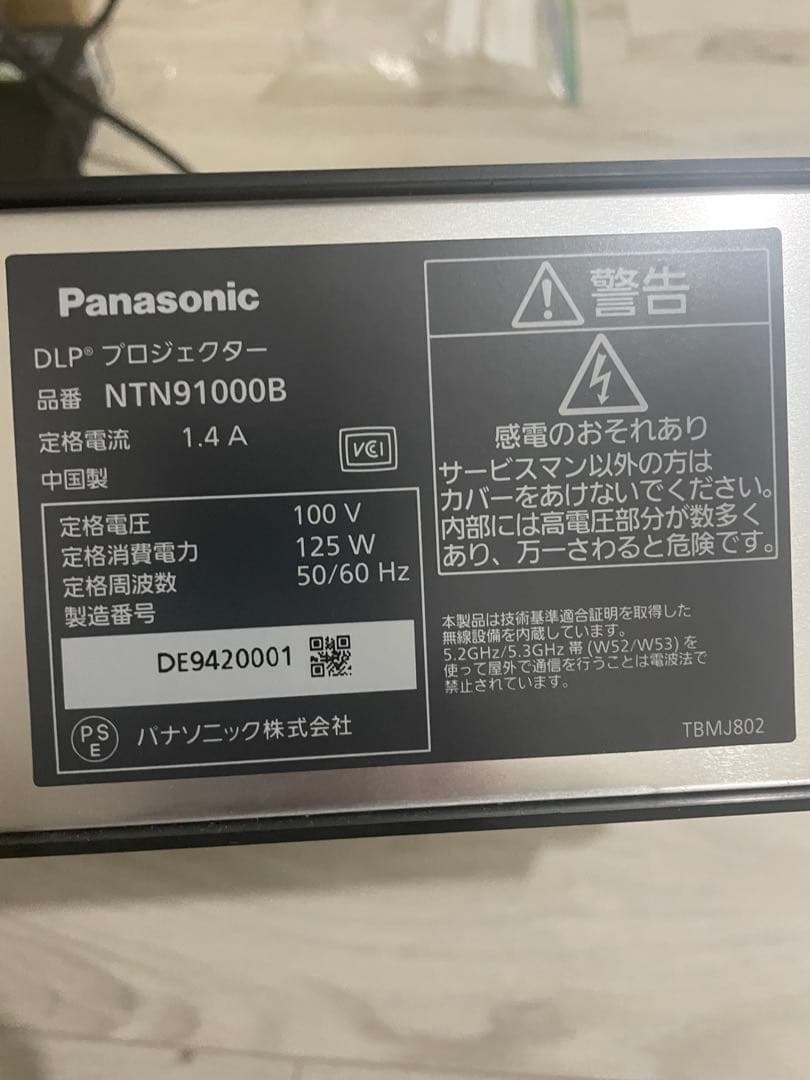 Panasonic
DLP® プロジェクター
品番 NTN91000B
定格電流 1.4 A
VCI
中国製
定格電圧 100 V
定格消費電力 125 W
定格周波数 50/60 Hz
製造番号
DE9420001
PS
E
パナソニック株式会社
警告
感電のおそれあり
サービスマン以外の方は
カバーをあけないでください。
内部には高電圧部分が数多く
あり、万一さわると危険です。
本製品は技術基準適合証明を取得した
無線設備を内蔵しています。
5.2GHz/5.3GHz 帯 (W52/W53) を
使って屋外で通信を行うことは電波法で
禁止されています。
TBMJ802